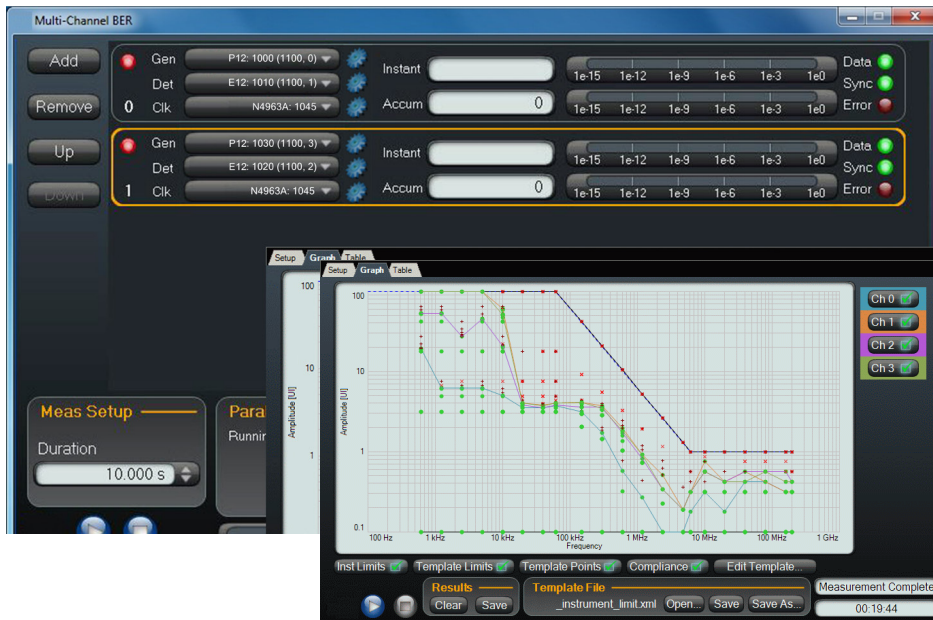 Multi-Channel BER
Add
Remove
Up
Down
Gen P12: 1000 (1100, 0)
Det E12: 1010 (1100, 1)
0 Clk N4963A: 1045
Instant
Accum 0
1e-15 1e-12 1e-9 1e-6 1e-3 1e0
1e-15 1e-12 1e-9 1e-6 1e-3 1e0
Data
Sync
Error
Gen P12: 1030 (1100, 3)
Det E12: 1020 (1100, 2)
1 Clk N4963A: 1045
Instant
Accum 0
1e-15 1e-12 1e-9 1e-6 1e-3 1e0
1e-15 1e-12 1e-9 1e-6 1e-3 1e0
Data
Sync
Error
Meas Setup
Duration
10.000 s
Para
Runnin
Setup Graph Table
100
10
1
Amplitude [UI]
Setup Graph Table
100
10
1
0.1
Amplitude [UI]
100 Hz 1 kHz 10 kHz 100 kHz 1 MHz 10 MHz 100 MHz 1 GHz
Frequency
Ch 0
Ch 1
Ch 2
Ch 3
Inst Limits Template Limits Template Points Compliance Edit Template...
Results
Clear Save
Template File
_instrument_limit.xml Open... Save Save As...
Measurement Complete
00:19:44